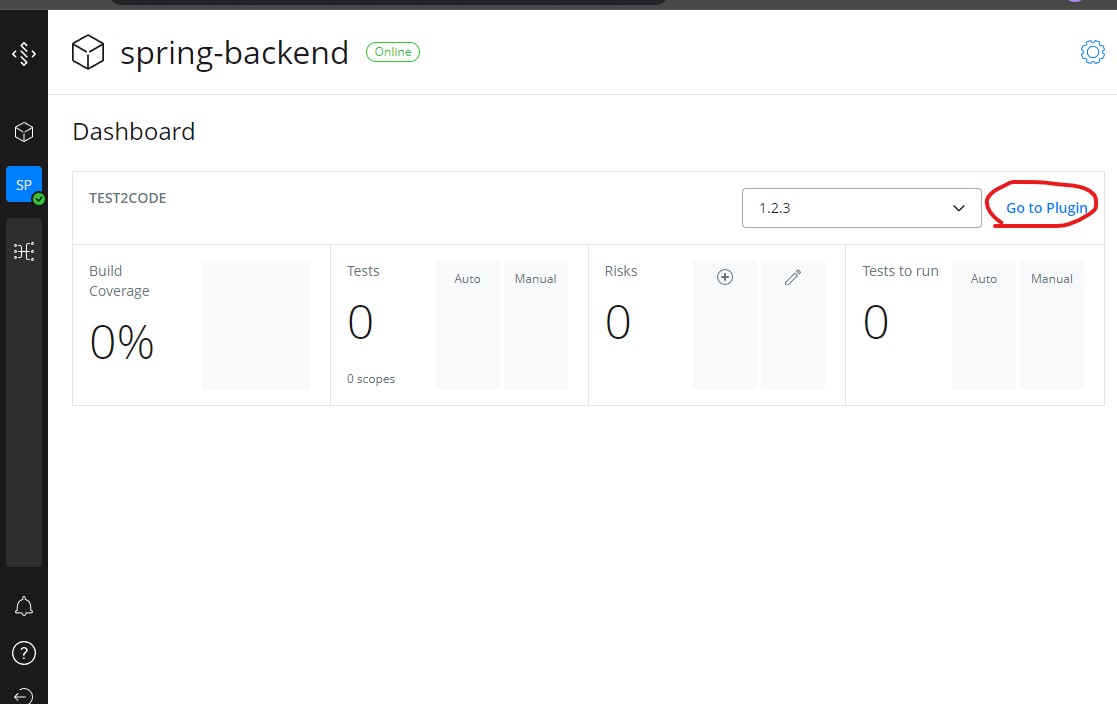 spring-backend
Online
Dashboard
SP
TEST2CODE
1.2.3
Go to Plugin
Build
Coverage
0%
Tests
0
0 scopes
Auto
Manual
Risks
0
Tests to run
0
Auto
Manual
?